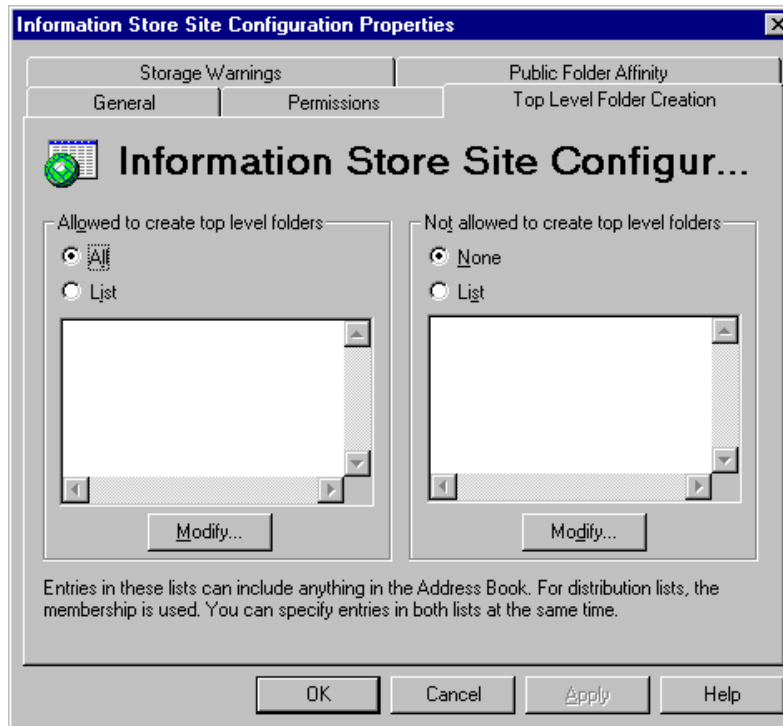 Information Store Site Configuration Properties
Storage Warnings
Public Folder Affinity
General
Permissions
Top Level Folder Creation
Information Store Site Configur...
Allowed to create top level folders
All
List
Modify...
Not allowed to create top level folders
None
List
Modify...
Entries in these lists can include anything in the Address Book. For distribution lists, the
membership is used. You can specify entries in both lists at the same time.
OK
Cancel
Apply
Help